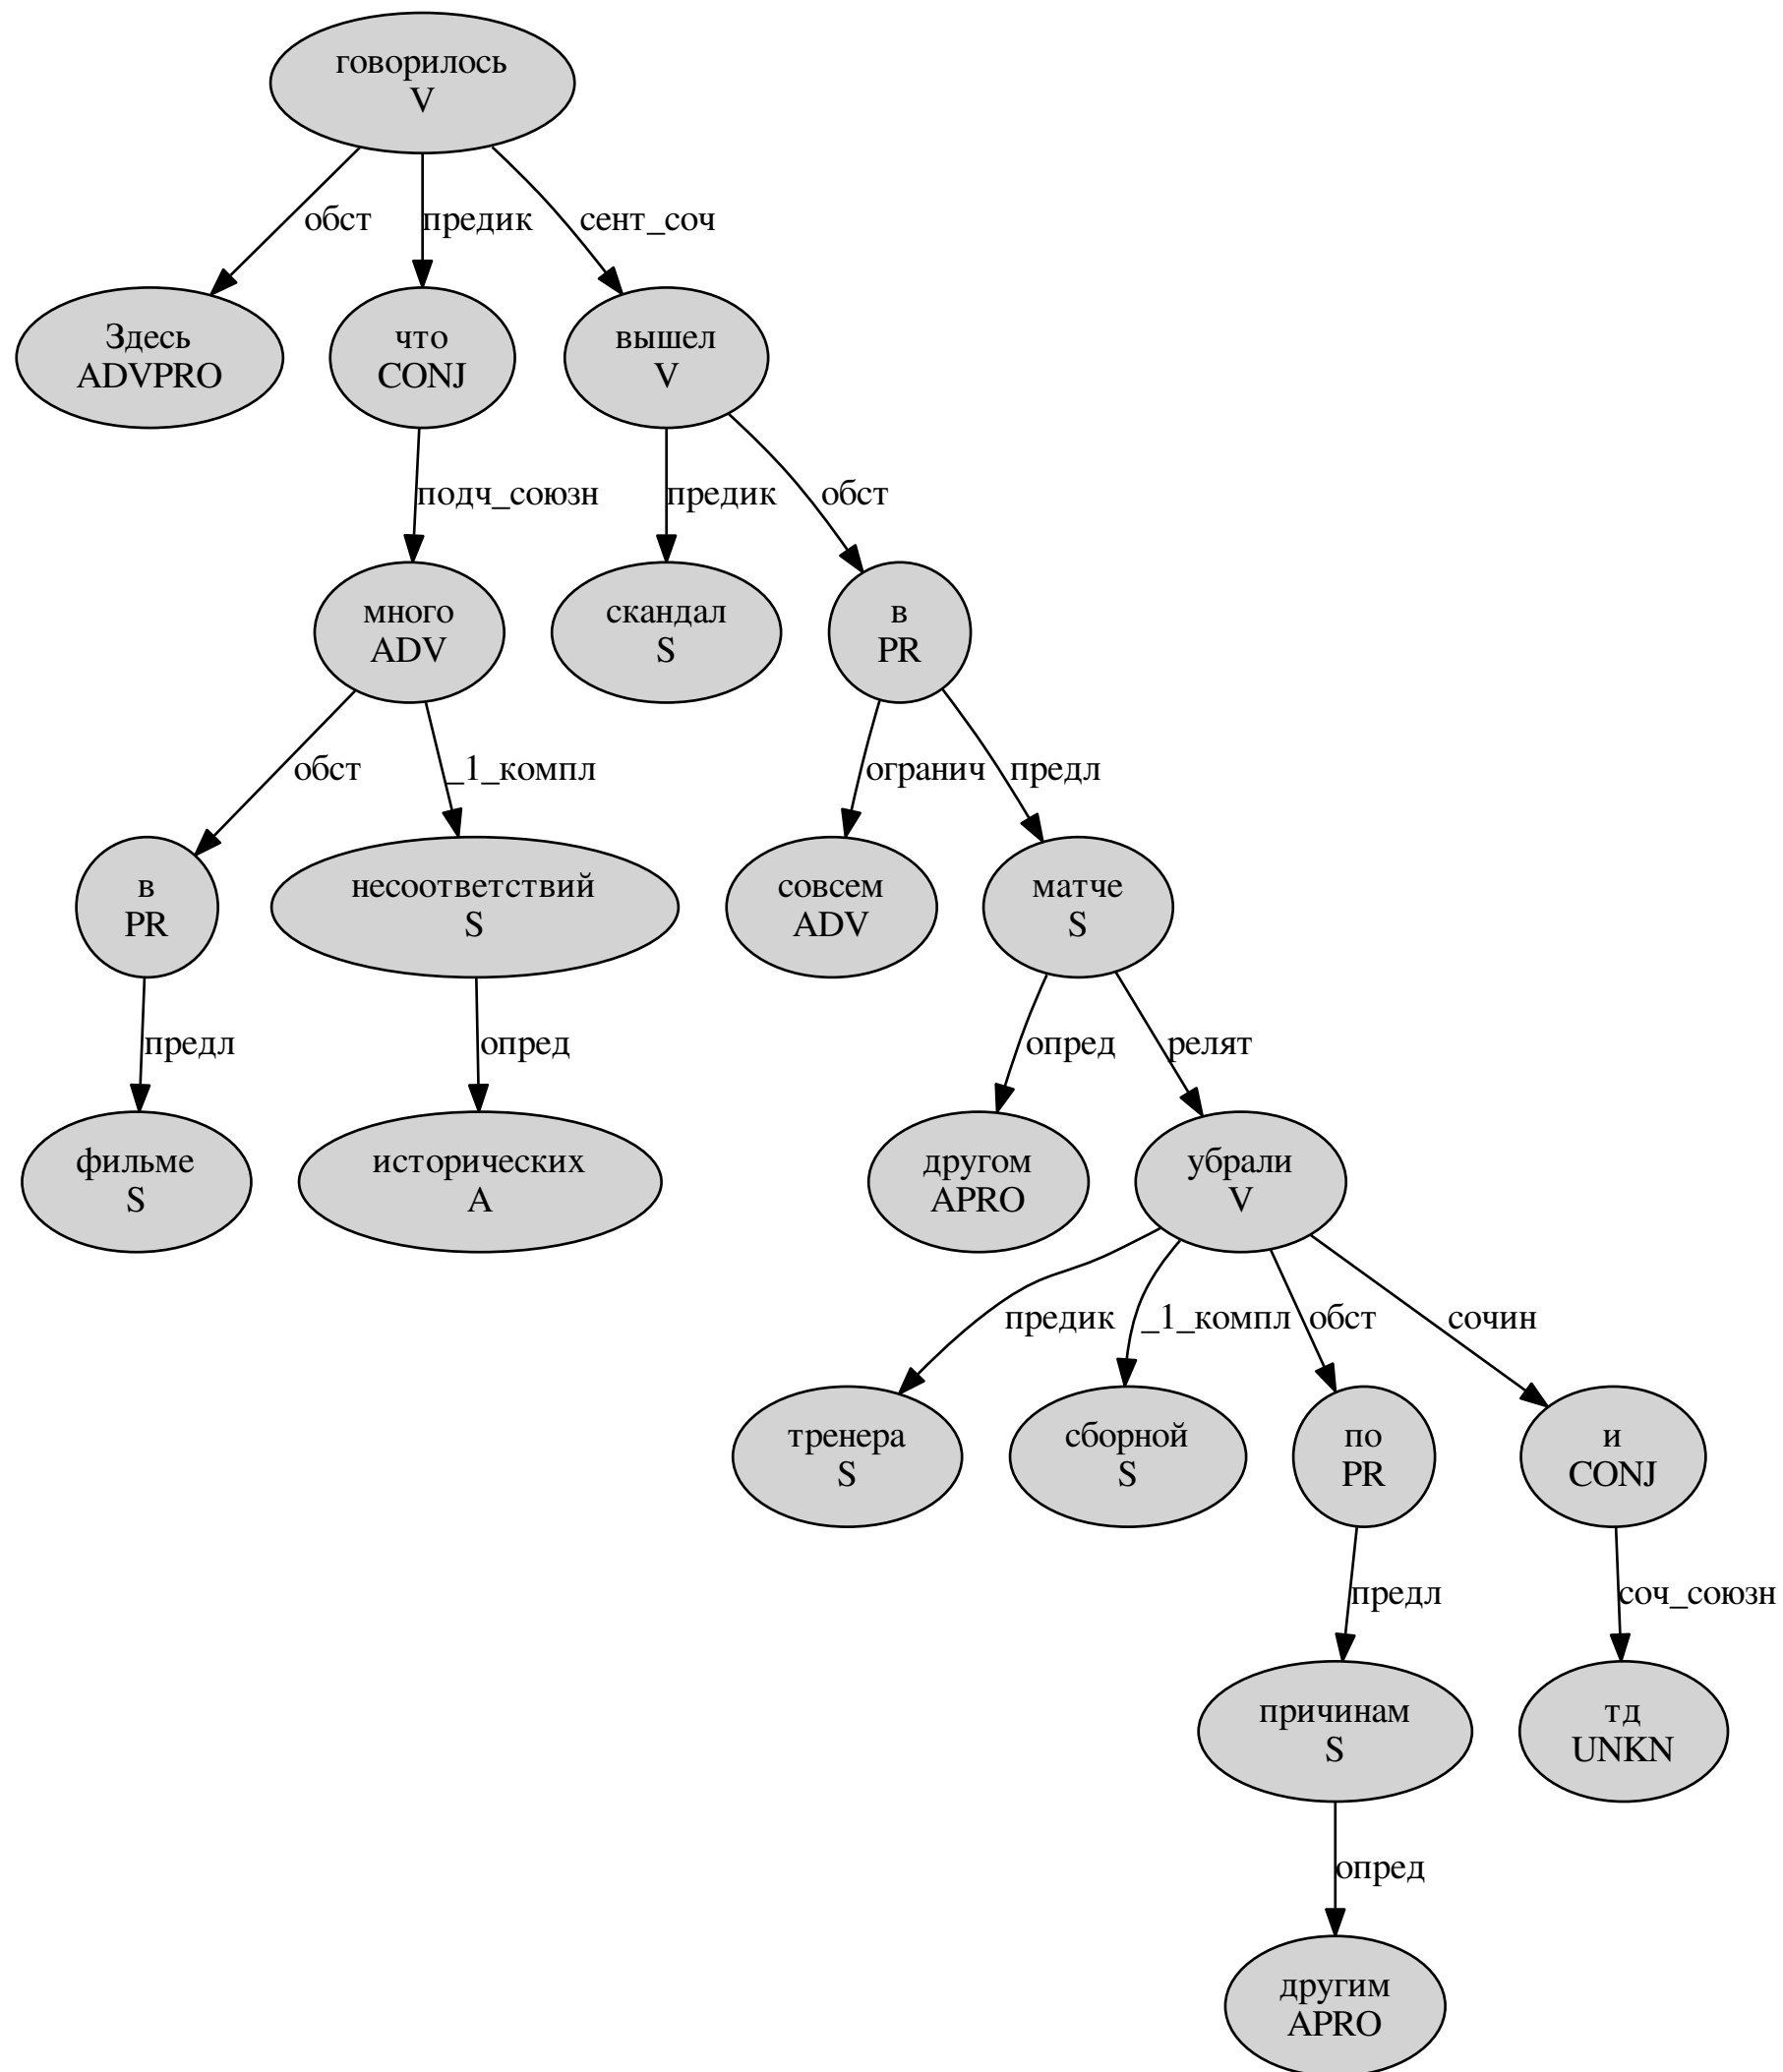 говорилось
V
обст
предик
сент_соч
Здесь
ADVPRO
что
CONJ
вышел
V
подч_союзн
предик
обст
много
ADV
скандал
S
в
PR
обст
_1_компл
огранич
предл
в
PR
несоответствий
S
совсем
ADV
матче
S
предл
опред
опред
релят
фильме
S
исторических
A
другом
APRO
убрали
V
предик
_1_компл
обст
сочин
тренера
S
сборной
S
по
PR
и
CONJ
предл
соч_союзн
причинам
S
тд
UNKN
опред
другим
APRO